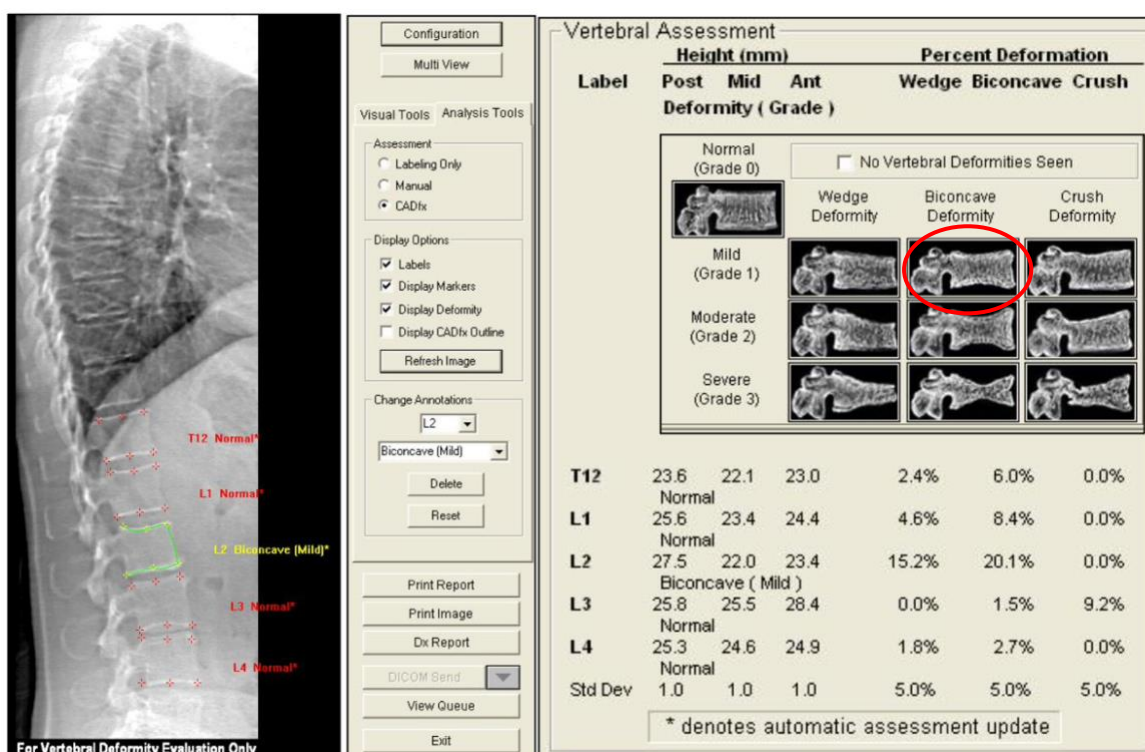 T12 Normal*
L1 Normal*
L2 Biconcave (Mild)*
L3 Normal*
L4 Normal*
For Vertebral Deformity Evaluation Only
Configuration
Multi View
Visual Tools Analysis Tools
Assessment
Labeling Only
Manual
CADfx
Display Options
Labels
Display Markers
Display Deformity
Display CADfx Outline
Refresh Image
Change Annotations
L2
Biconcave (Mild)
Delete
Reset
Print Report
Print Image
Dx Report
DICOM Send
View Queue
Exit
Vertebral Assessment
Height (mm) Percent Deformation
Label Post Mid Ant Wedge Biconcave Crush
Deformity ( Grade )
Normal
(Grade 0)
No Vertebral Deformities Seen
Wedge Deformity
Biconcave Deformity
Crush Deformity
Mild
(Grade 1)
Moderate
(Grade 2)
Severe
(Grade 3)
T12 23.6 22.1 23.0 2.4% 6.0% 0.0%
Normal
L1 25.6 23.4 24.4 4.6% 8.4% 0.0%
Normal
L2 27.5 22.0 23.4 15.2% 20.1% 0.0%
Biconcave ( Mild )
L3 25.8 25.5 28.4 0.0% 1.5% 9.2%
Normal
L4 25.3 24.6 24.9 1.8% 2.7% 0.0%
Normal
Std Dev 1.0 1.0 1.0 5.0% 5.0% 5.0%
* denotes automatic assessment update